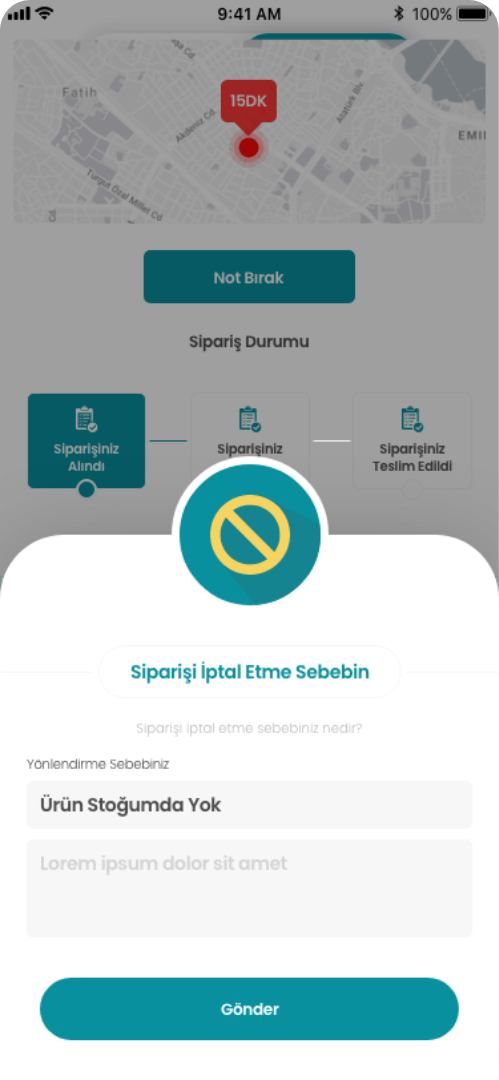 9:41 AM
100%
Fatih
15DK
Akdeniz Cd.
Atatürk Blv.
EMI
Turgut Özal Millet Cd
Not Bırak
Sipariş Durumu
Siparişiniz
Alındı
Siparişiniz
Siparişiniz
Teslim Edildi
Siparişi İptal Etme Sebebin
Siparişi iptal etme sebebiniz nedir?
Yönlendirme Sebebiniz
Ürün Stoğumda Yok
Lorem ipsum dolor sit amet
Gönder